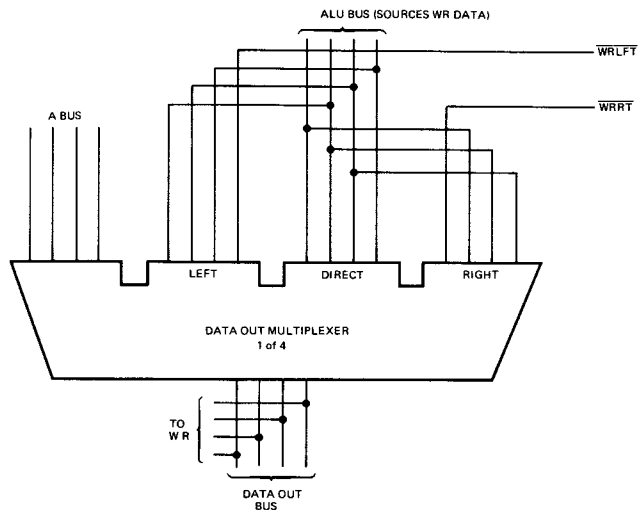 ALU BUS (SOURCES WR DATA)
WRLFT
A BUS
WRRT
LEFT
DIRECT
RIGHT
DATA OUT MULTIPLEXER
1 of 4
TO
WR
DATA OUT
BUS